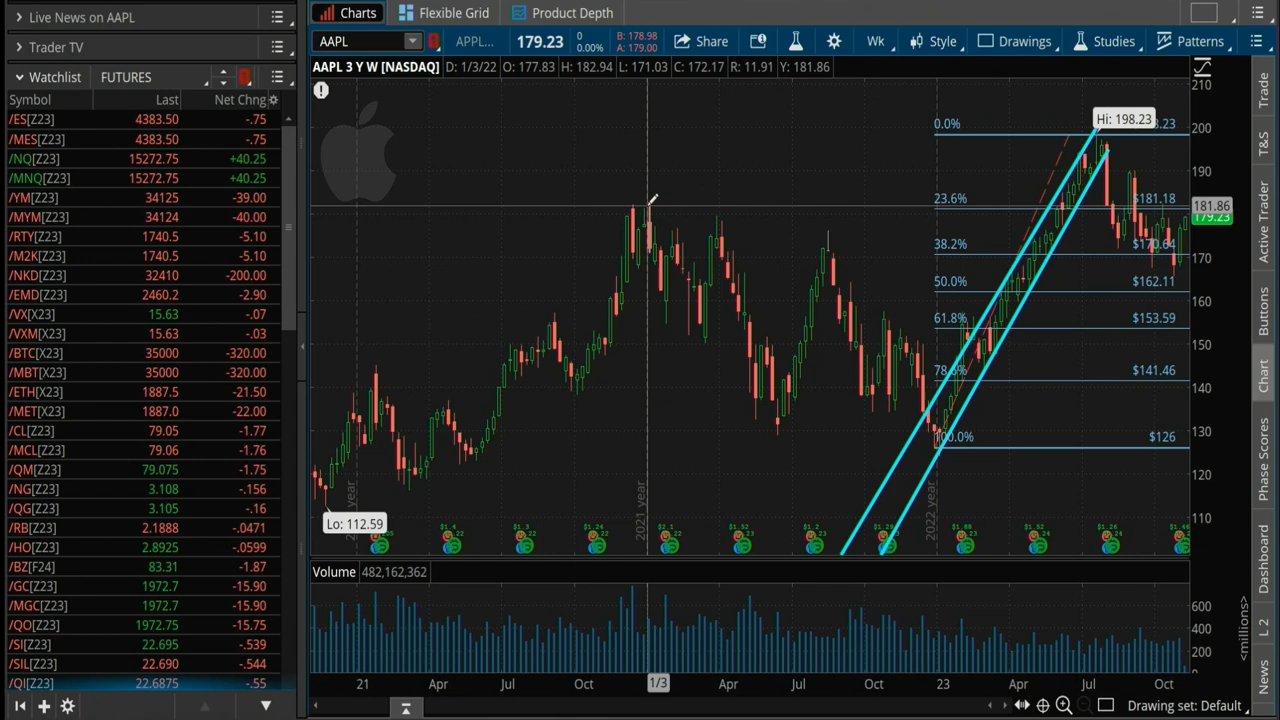 Live News on AAPL
Trader TV
Watchlist FUTURES
Symbol Last Net Chng
/ES[Z23] 4383.50 -.75
/MES[Z23] 4383.50 -.75
/NQ[Z23] 15272.75 +40.25
/MNQ[Z23] 15272.75 +40.25
/YM[Z23] 34125 -39.00
/MYM[Z23] 34124 -40.00
/RTY[Z23] 1740.5 -5.10
/M2K[Z23] 1740.5 -5.10
/NKD[Z23] 32410 -200.00
/EMD[Z23] 2460.2 -2.90
/VX[X23] 15.63 -.07
/VXM[X23] 15.63 -.03
/BTC[X23] 35000 -320.00
/MBT[X23] 35000 -320.00
/ETH[X23] 1887.5 -21.50
/MET[X23] 1887.0 -22.00
/CL[Z23] 79.05 -1.77
/MCL[Z23] 79.06 -1.76
/QM[Z23] 79.075 -1.75
/NG[Z23] 3.108 -.156
/QG[Z23] 3.108 -.16
/RB[Z23] 2.1888 -.0471
/HO[Z23] 2.8925 -.0599
/BZ[F24] 83.31 -1.87
/GC[Z23] 1972.7 -15.90
/MGC[Z23] 1972.7 -15.90
/QO[Z23] 1972.75 -15.75
/SI[Z23] 22.695 -.539
/SIL[Z23] 22.690 -.544
/QI[Z23] 22.6875 -.55
Charts Flexible Grid Product Depth
AAPL APPL... 179.23 0 0.00% B: 178.98 A: 179.00 Share Wk Style Drawings Studies Patterns
AAPL 3 Y W [NASDAQ] D: 1/3/22 O: 177.83 H: 182.94 L: 171.03 C: 172.17 R: 11.91 Y: 181.86
210
200
190
181.86
179.23
170
160
150
140
130
120
110
Hi: 198.23
0.0%
23.6% $181.18
38.2% $170.64
50.0% $162.11
61.8% $153.59
78.6% $141.46
100.0% $126
Lo: 112.59
2021 year
2022 year
Volume 482,162,362
600
400
200
<millions>
21 Apr Jul Oct 1/3 Apr Jul Oct 23 Apr Jul Oct
Drawing set: Default
Trade
T&S
Active Trader
Buttons
Chart
Phase Scores
Dashboard
L 2
News